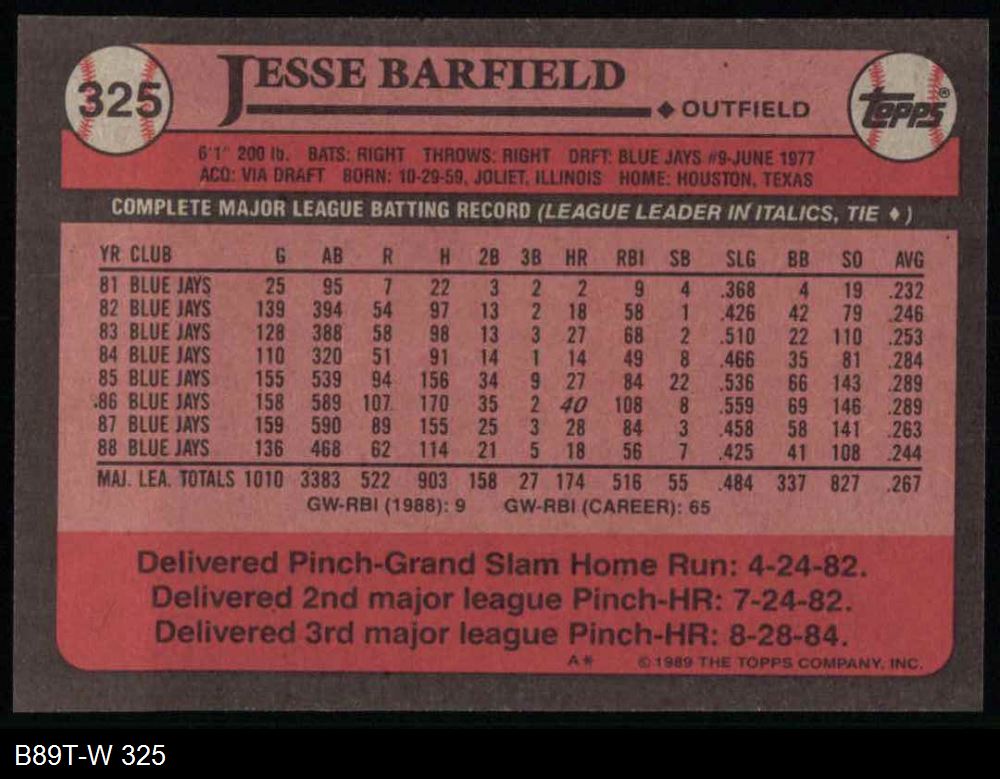 325
JESSE BARFIELD
◆ OUTFIELD
Topps®
6'1" 200 lb. BATS: RIGHT THROWS: RIGHT DRFT: BLUE JAYS #9-JUNE 1977
ACQ: VIA DRAFT BORN: 10-29-59, JOLIET, ILLINOIS HOME: HOUSTON, TEXAS
COMPLETE MAJOR LEAGUE BATTING RECORD (LEAGUE LEADER IN ITALICS, TIE ♦)
YR CLUB G AB R H 2B 3B HR RBI SB SLG BB SO AVG
81 BLUE JAYS 25 95 7 22 3 2 2 9 4 .368 4 19 .232
82 BLUE JAYS 139 394 54 97 13 2 18 58 1 .426 42 79 .246
83 BLUE JAYS 128 388 58 98 13 3 27 68 2 .510 22 110 .253
84 BLUE JAYS 110 320 51 91 14 1 14 49 8 .466 35 81 .284
85 BLUE JAYS 155 539 94 156 34 9 27 84 22 .536 66 143 .289
86 BLUE JAYS 158 589 107 170 35 2 40 108 8 .559 69 146 .289
87 BLUE JAYS 159 590 89 155 25 3 28 84 3 .458 58 141 .263
88 BLUE JAYS 136 468 62 114 21 5 18 56 7 .425 41 108 .244
MAJ. LEA. TOTALS 1010 3383 522 903 158 27 174 516 55 .484 337 827 .267
GW-RBI (1988): 9 GW-RBI (CAREER): 65
Delivered Pinch-Grand Slam Home Run: 4-24-82.
Delivered 2nd major league Pinch-HR: 7-24-82.
Delivered 3rd major league Pinch-HR: 8-28-84.
A* © 1989 THE TOPPS COMPANY, INC.
B89T-W 325